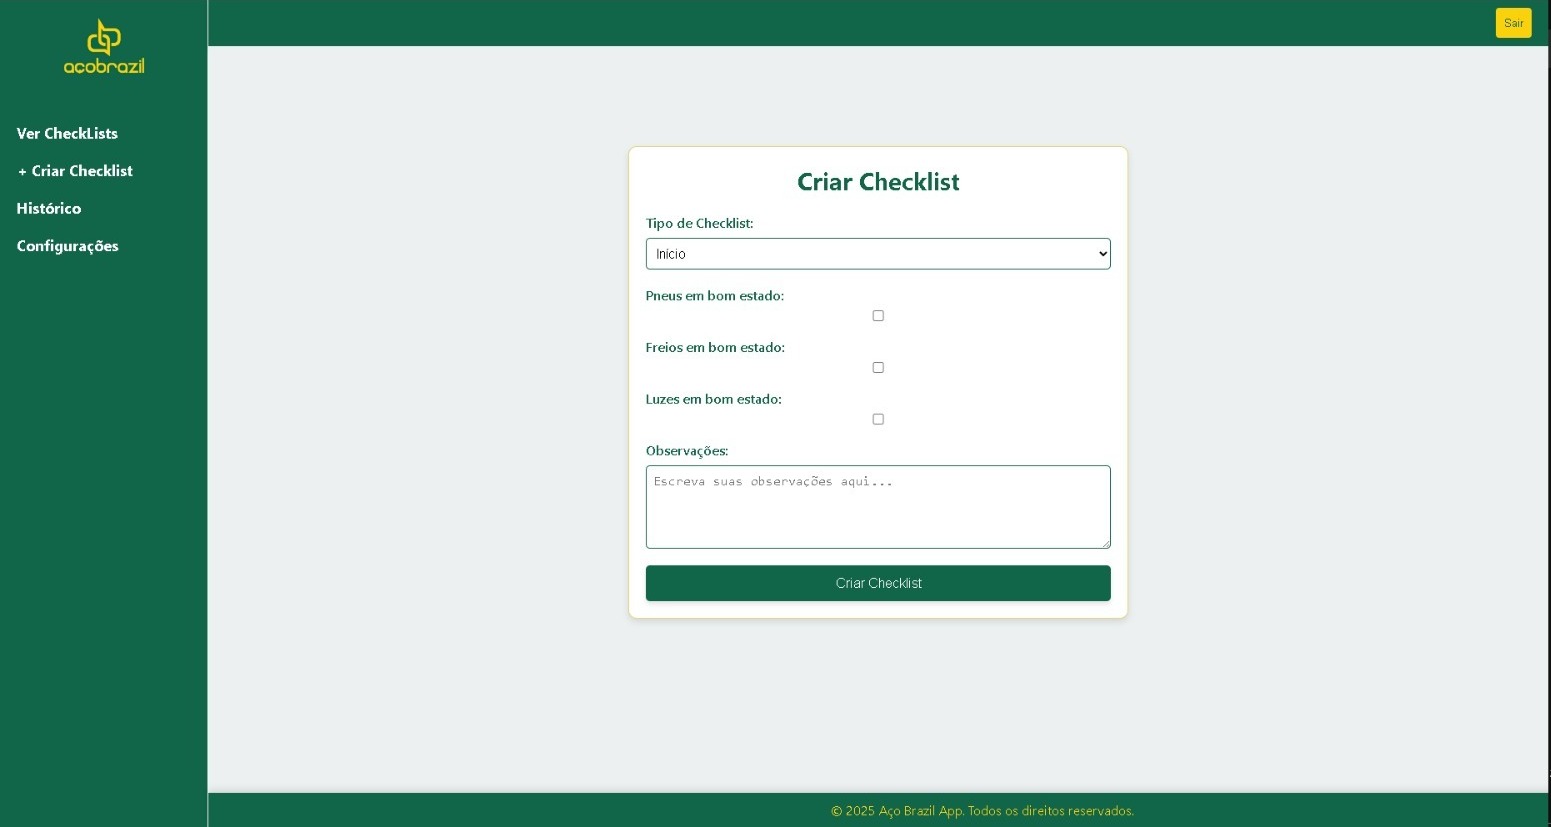 acobrazil
Sair
Ver CheckLists
+ Criar Checklist
Histórico
Configurações
Criar Checklist
Tipo de Checklist:
Início
Pneus em bom estado:
Freios em bom estado:
Luzes em bom estado:
Observações:
Escreva suas observações aqui...
Criar Checklist
© 2025 Aço Brazil App. Todos os direitos reservados.